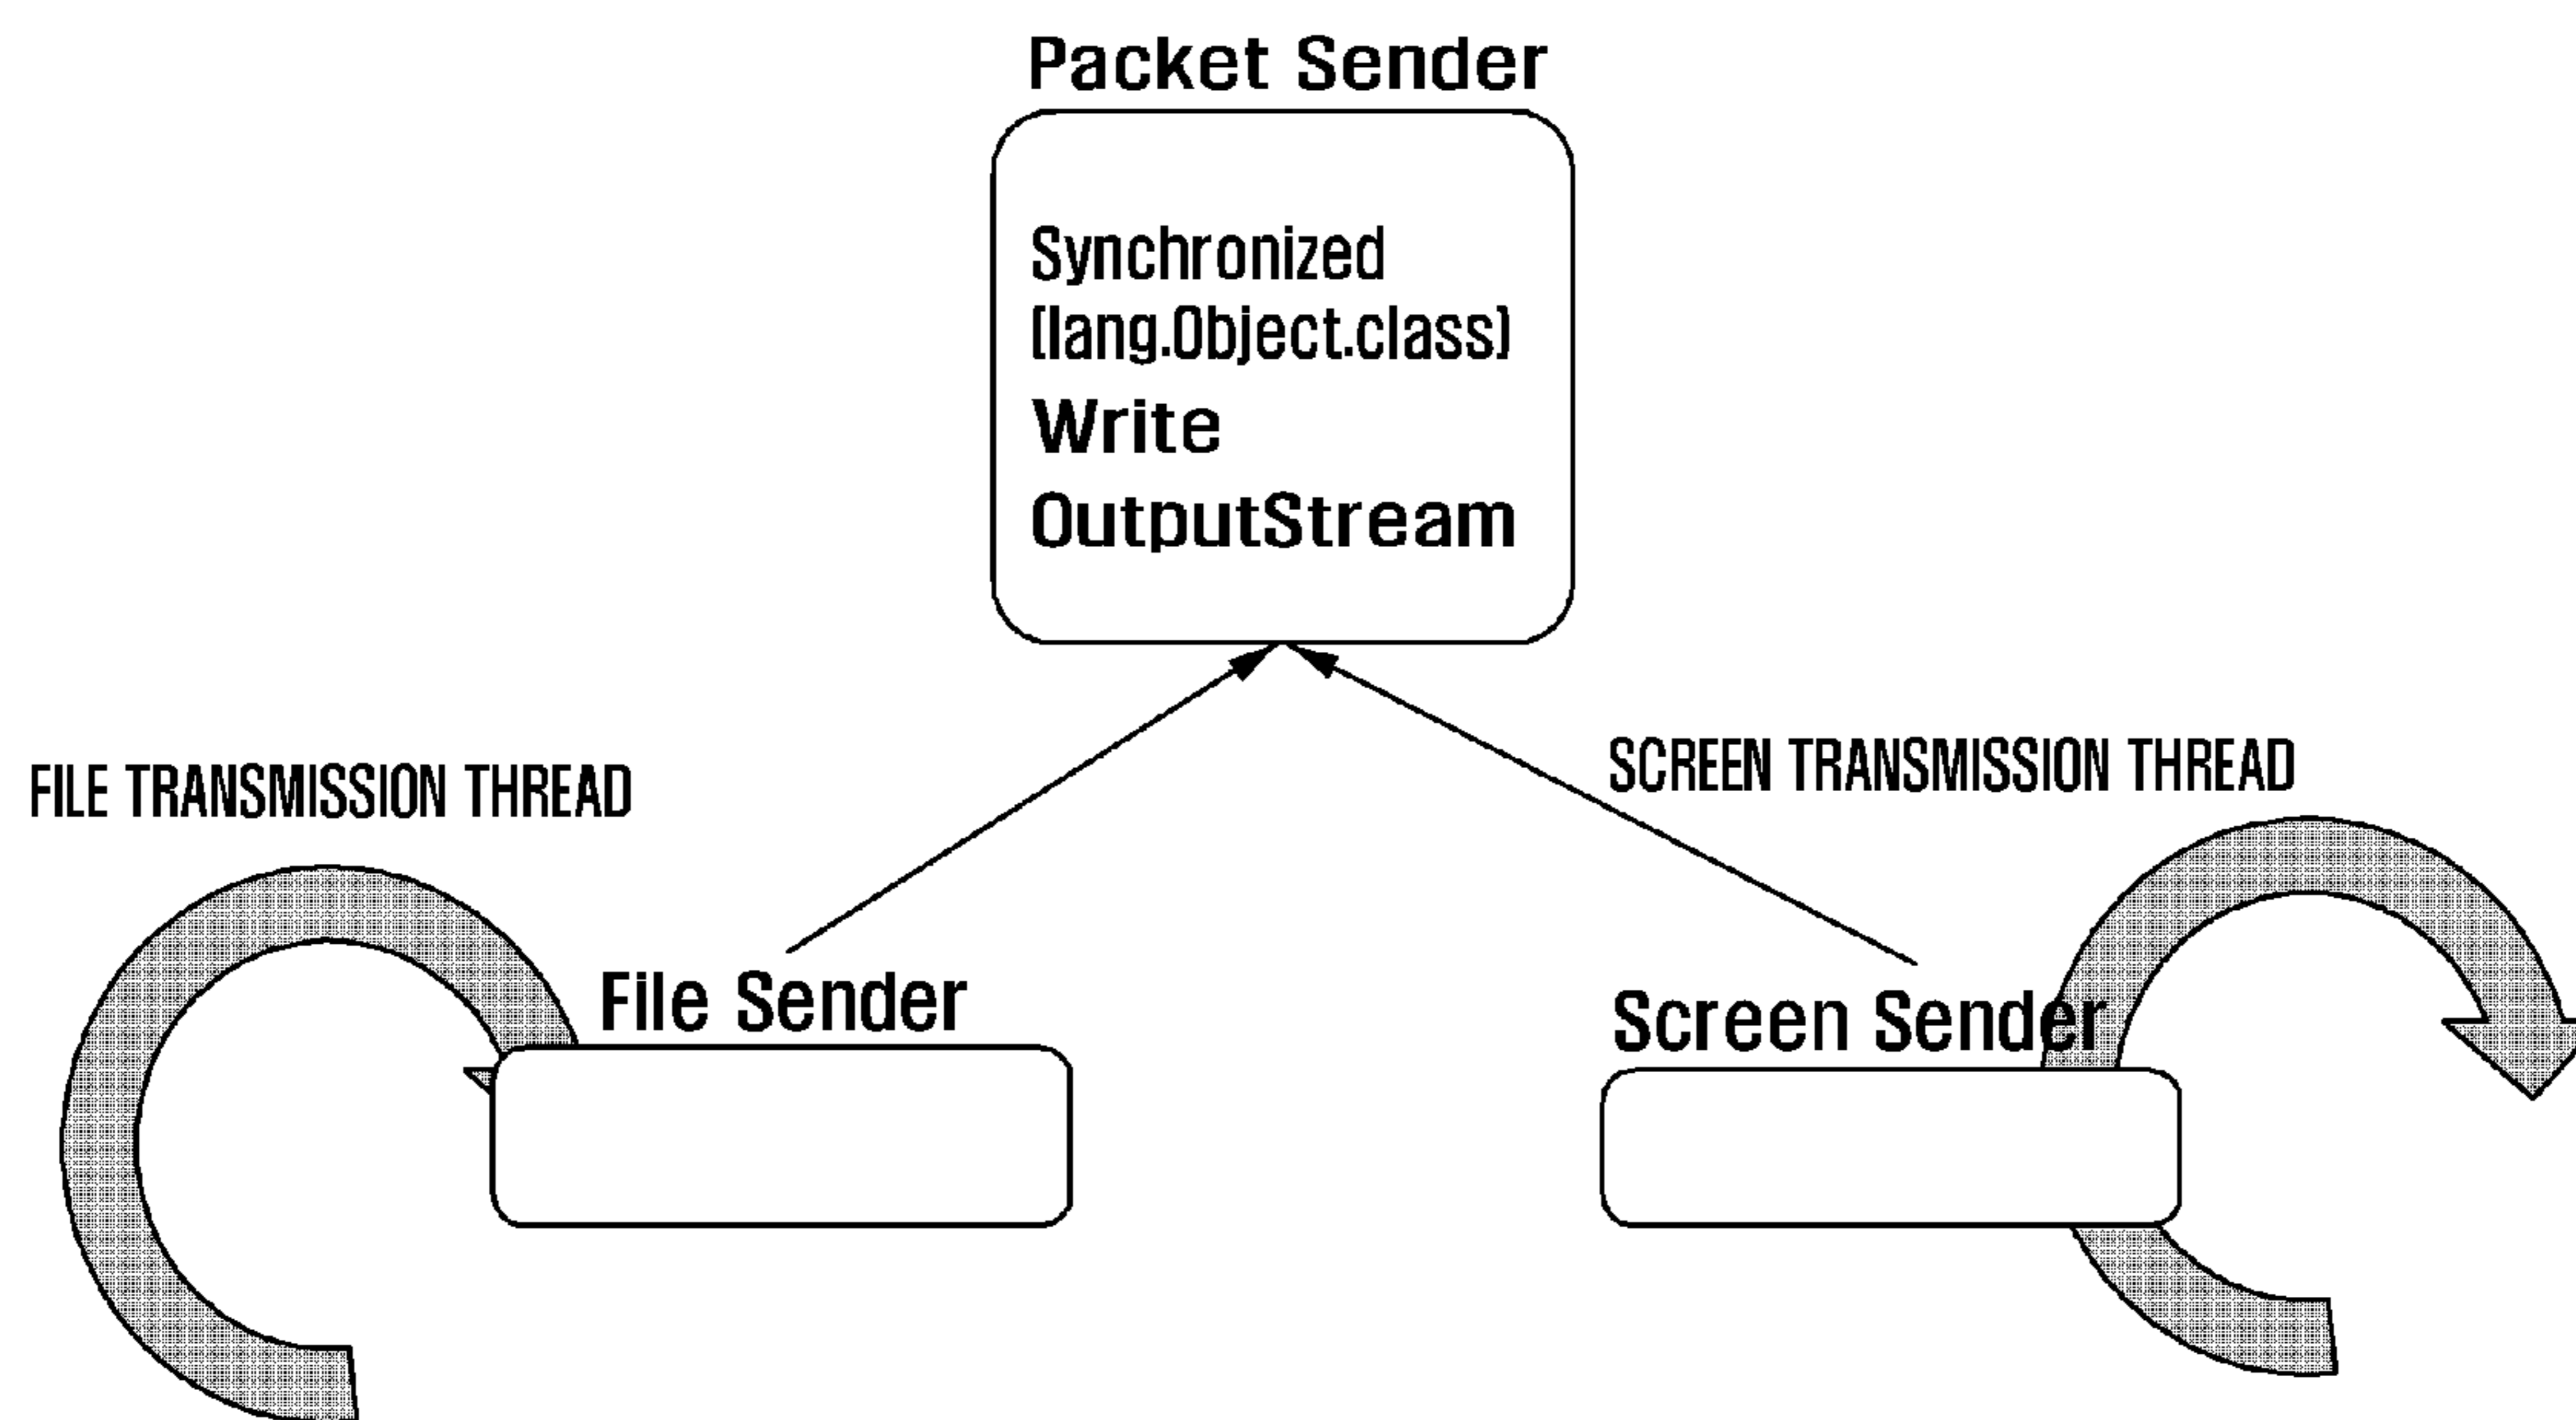 Packet Sender
Synchronized
(lang.Object.class)
Write
OutputStream
FILE TRANSMISSION THREAD
SCREEN TRANSMISSION THREAD
File Sender
Screen Sender